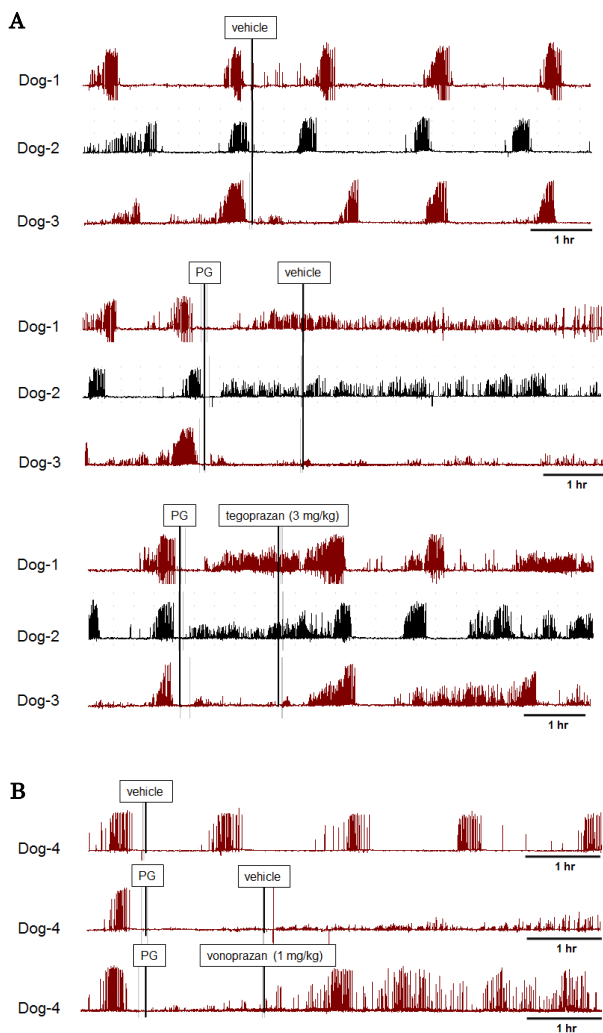 A
vehicle
Dog-1
Dog-2
Dog-3
1 hr
PG
vehicle
Dog-1
Dog-2
Dog-3
1 hr
PG
tegoprazan (3 mg/kg)
Dog-1
Dog-2
Dog-3
1 hr
B
vehicle
Dog-4
1 hr
PG
vehicle
Dog-4
1 hr
PG
vonoprazan (1 mg/kg)
Dog-4
1 hr